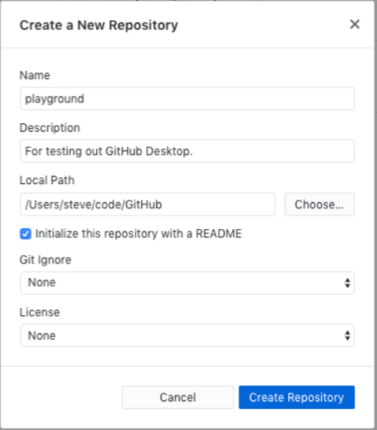 Create a New Repository
Name
playground
Description
For testing out GitHub Desktop.
Local Path
/Users/steve/code/GitHub
Choose...
Initialize this repository with a README
Git Ignore
None
License
None
Cancel
Create Repository